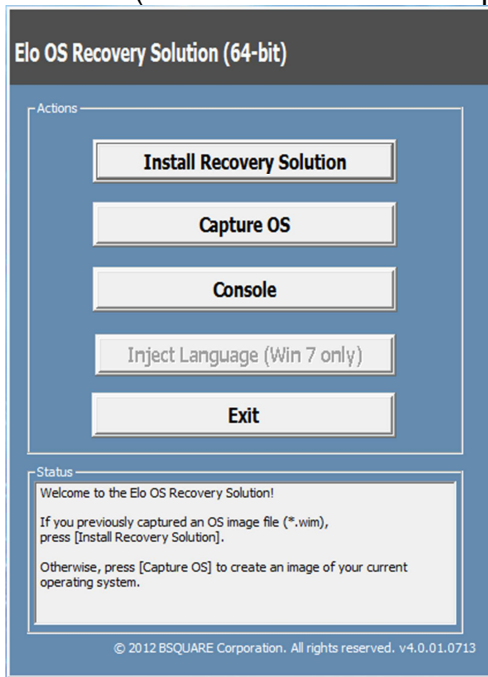 Elo OS Recovery Solution (64-bit)
Actions
Install Recovery Solution
Capture OS
Console
Inject Language (Win 7 only)
Exit
Status
Welcome to the Elo OS Recovery Solution!
If you previously captured an OS image file (*.wim),
press [Install Recovery Solution].
Otherwise, press [Capture OS] to create an image of your current
operating system.
© 2012 BSQUARE Corporation. All rights reserved. v4.0.01.0713